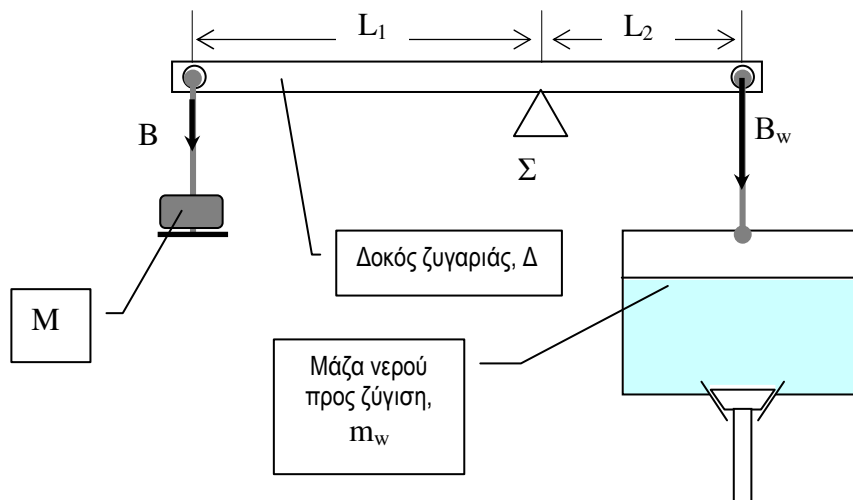 L1
L2
B
Bw
Σ
Δοκός ζυγαριάς, Δ
M
Μάζα νερού
προς ζύγιση,
mw